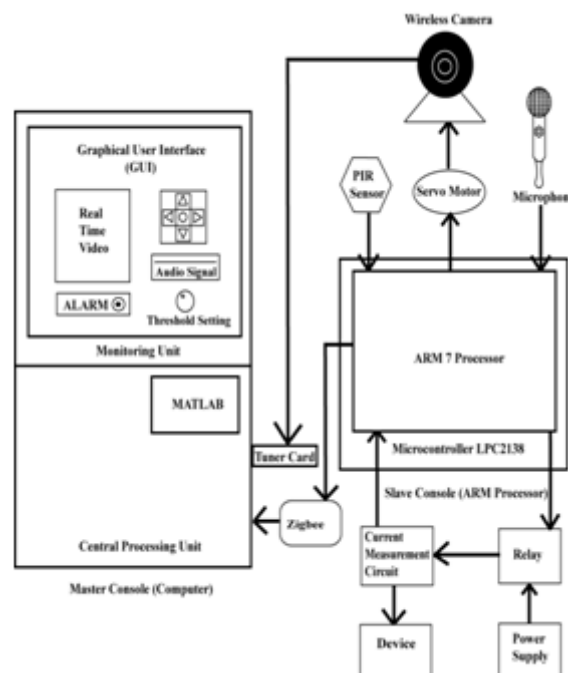 Wireless Camera
Graphical User Interface
(GUI)
Real
Time
Video
Audio Signal
ALARM
Threshold Setting
Monitoring Unit
MATLAB
Tuner Card
Central Processing Unit
Master Console (Computer)
PIR
Sensor
Servo Motor
Microphon
ARM 7 Processor
Microcontroller LPC2138
Slave Console (ARM Processor)
Zigbee
Current
Measurement
Circuit
Relay
Device
Power
Supply